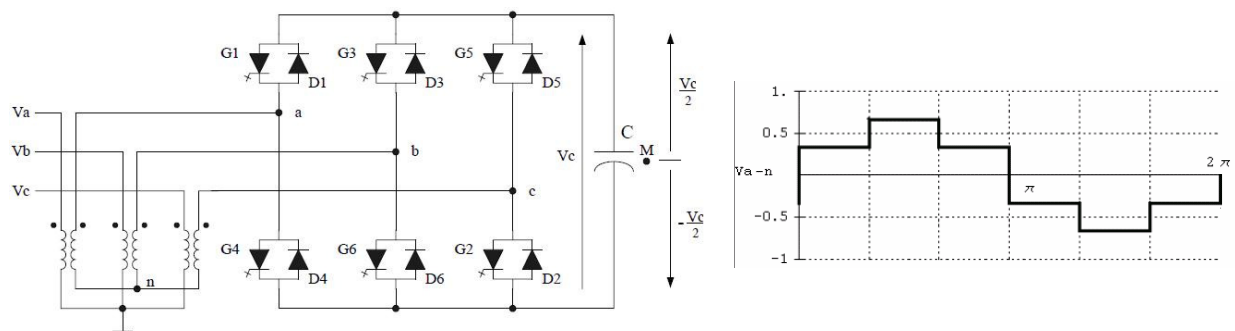 G1
D1
G3
D3
G5
D5
Va
a
Vb
b
Vc
c
n
G4
D4
G6
D6
G2
D2
Vc
C
M
Vc
2
-Vc
2
1.
0.5
Va-n
-0.5
-1
π
2 π